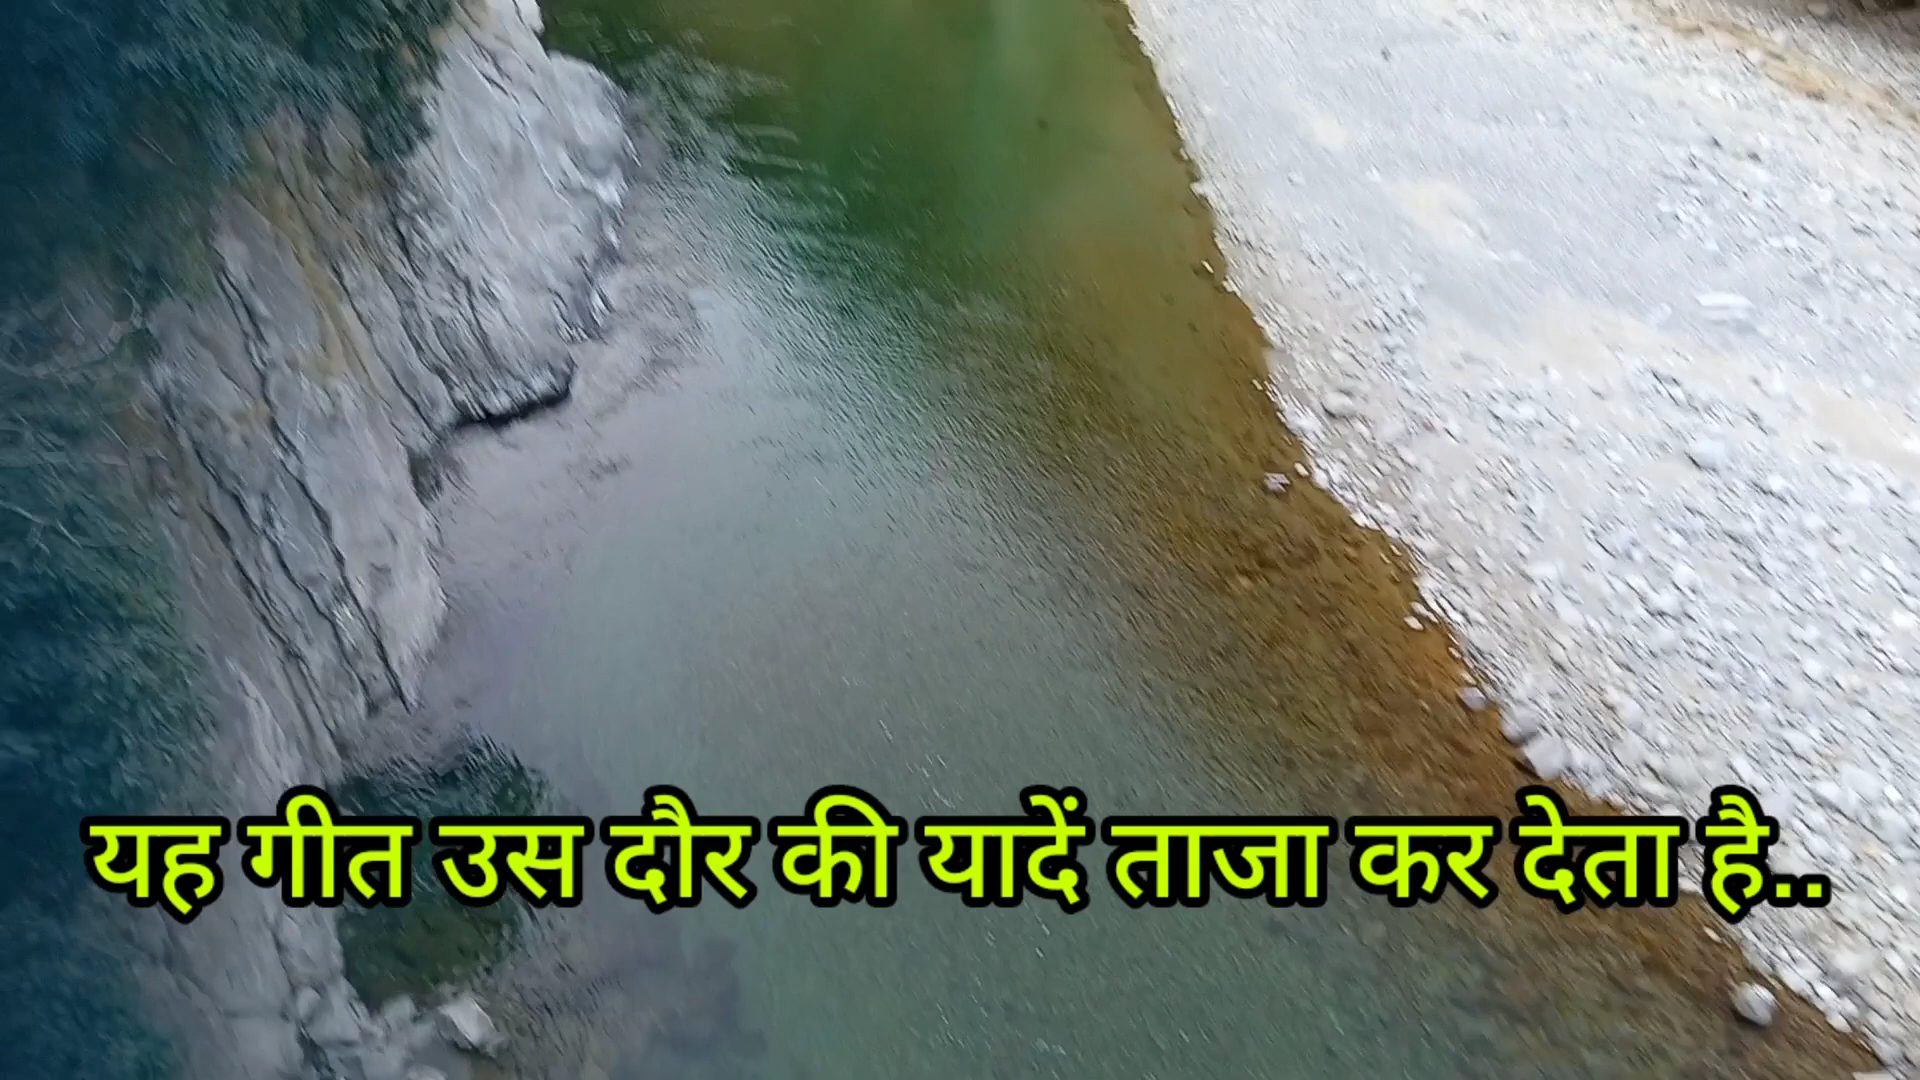 यह गीत उस दौर की यादें ताजा कर देता है..